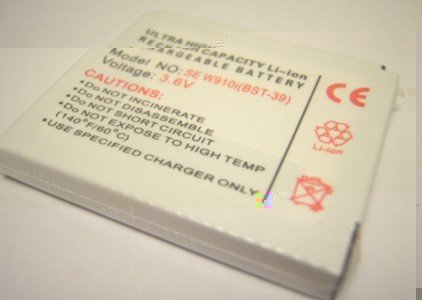 ULTRA HIGH CAPACITY Li-ion
RECHARGEABLE BATTERY
Model NO: SE W910i(BST-39)
Voltage: 3.6V
CAUTIONS:
•Do NOT INCINERATE
•Do NOT DISASSEMBLE
•Do NOT SHORT CIRCUIT
•Do NOT EXPOSE TO HIGH TEMP
(140°F/60°C)
•USE SPECIFIED CHARGER ONLY
CE
Li-ion